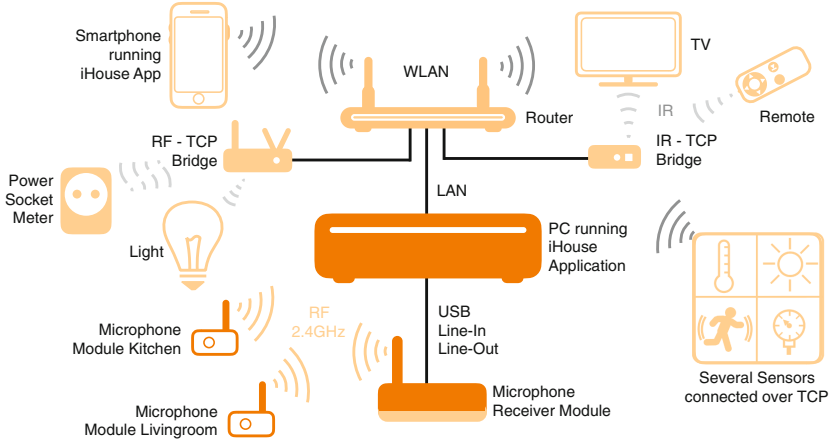 Smartphone
running
iHouse App
WLAN
TV
Router
IR
Remote
RF - TCP
Bridge
IR - TCP
Bridge
Power
Socket
Meter
LAN
Light
PC running
iHouse
Application
Microphone
Module Kitchen
RF
2.4GHz
USB
Line-In
Line-Out
Several Sensors
connected over TCP
Microphone
Receiver Module
Microphone
Module Livingroom